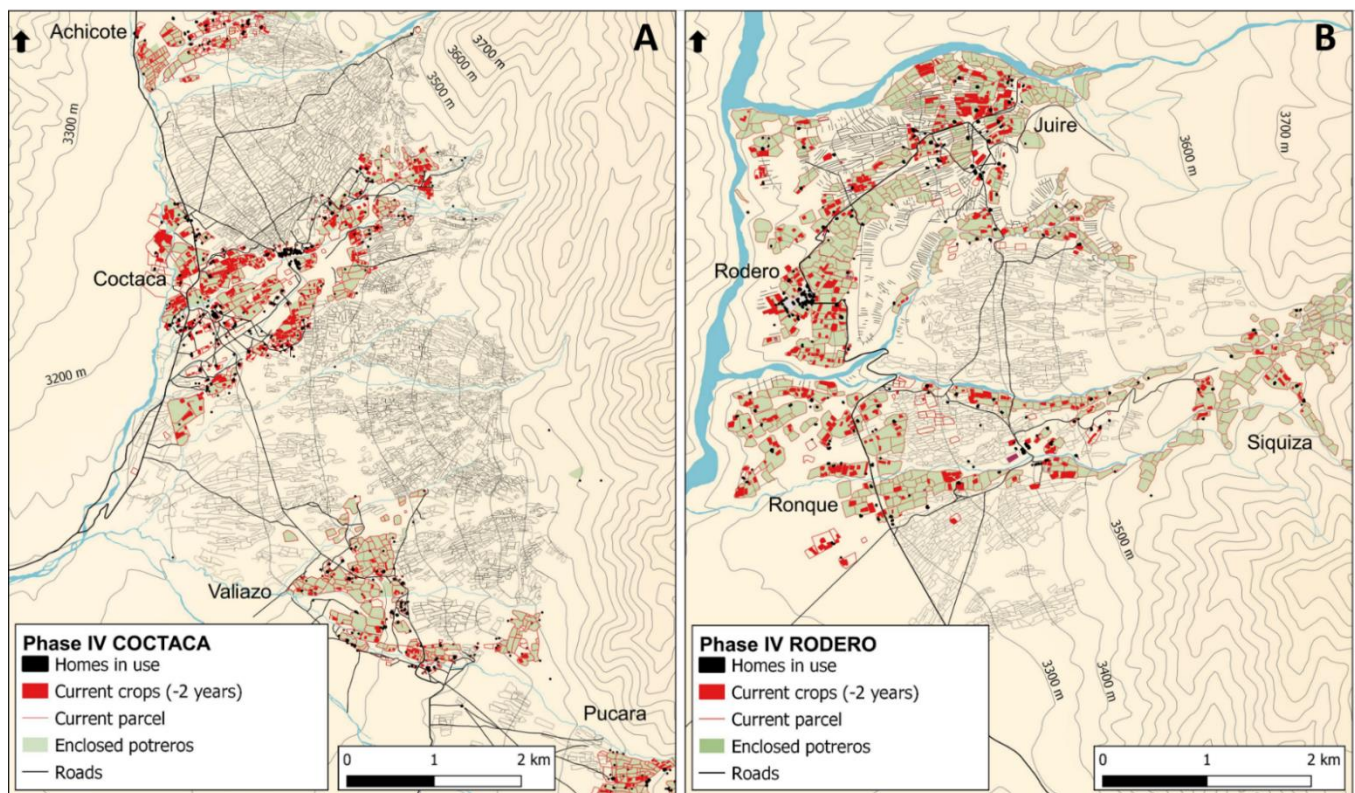 Achicote
A
3700 m
3600 m
3500 m
3300 m
Coctaca
3200 m
Valiazo
Pucara
Phase IV COCTACA
Homes in use
Current crops (-2 years)
Current parcel
Enclosed potreros
Roads
0 1 2 km
B
Juire
3600 m
3700 m
Rodero
Siquiza
Ronque
3500 m
3400 m
3300 m
Phase IV RODERO
Homes in use
Current crops (-2 years)
Current parcel
Enclosed potreros
Roads
0 1 2 km